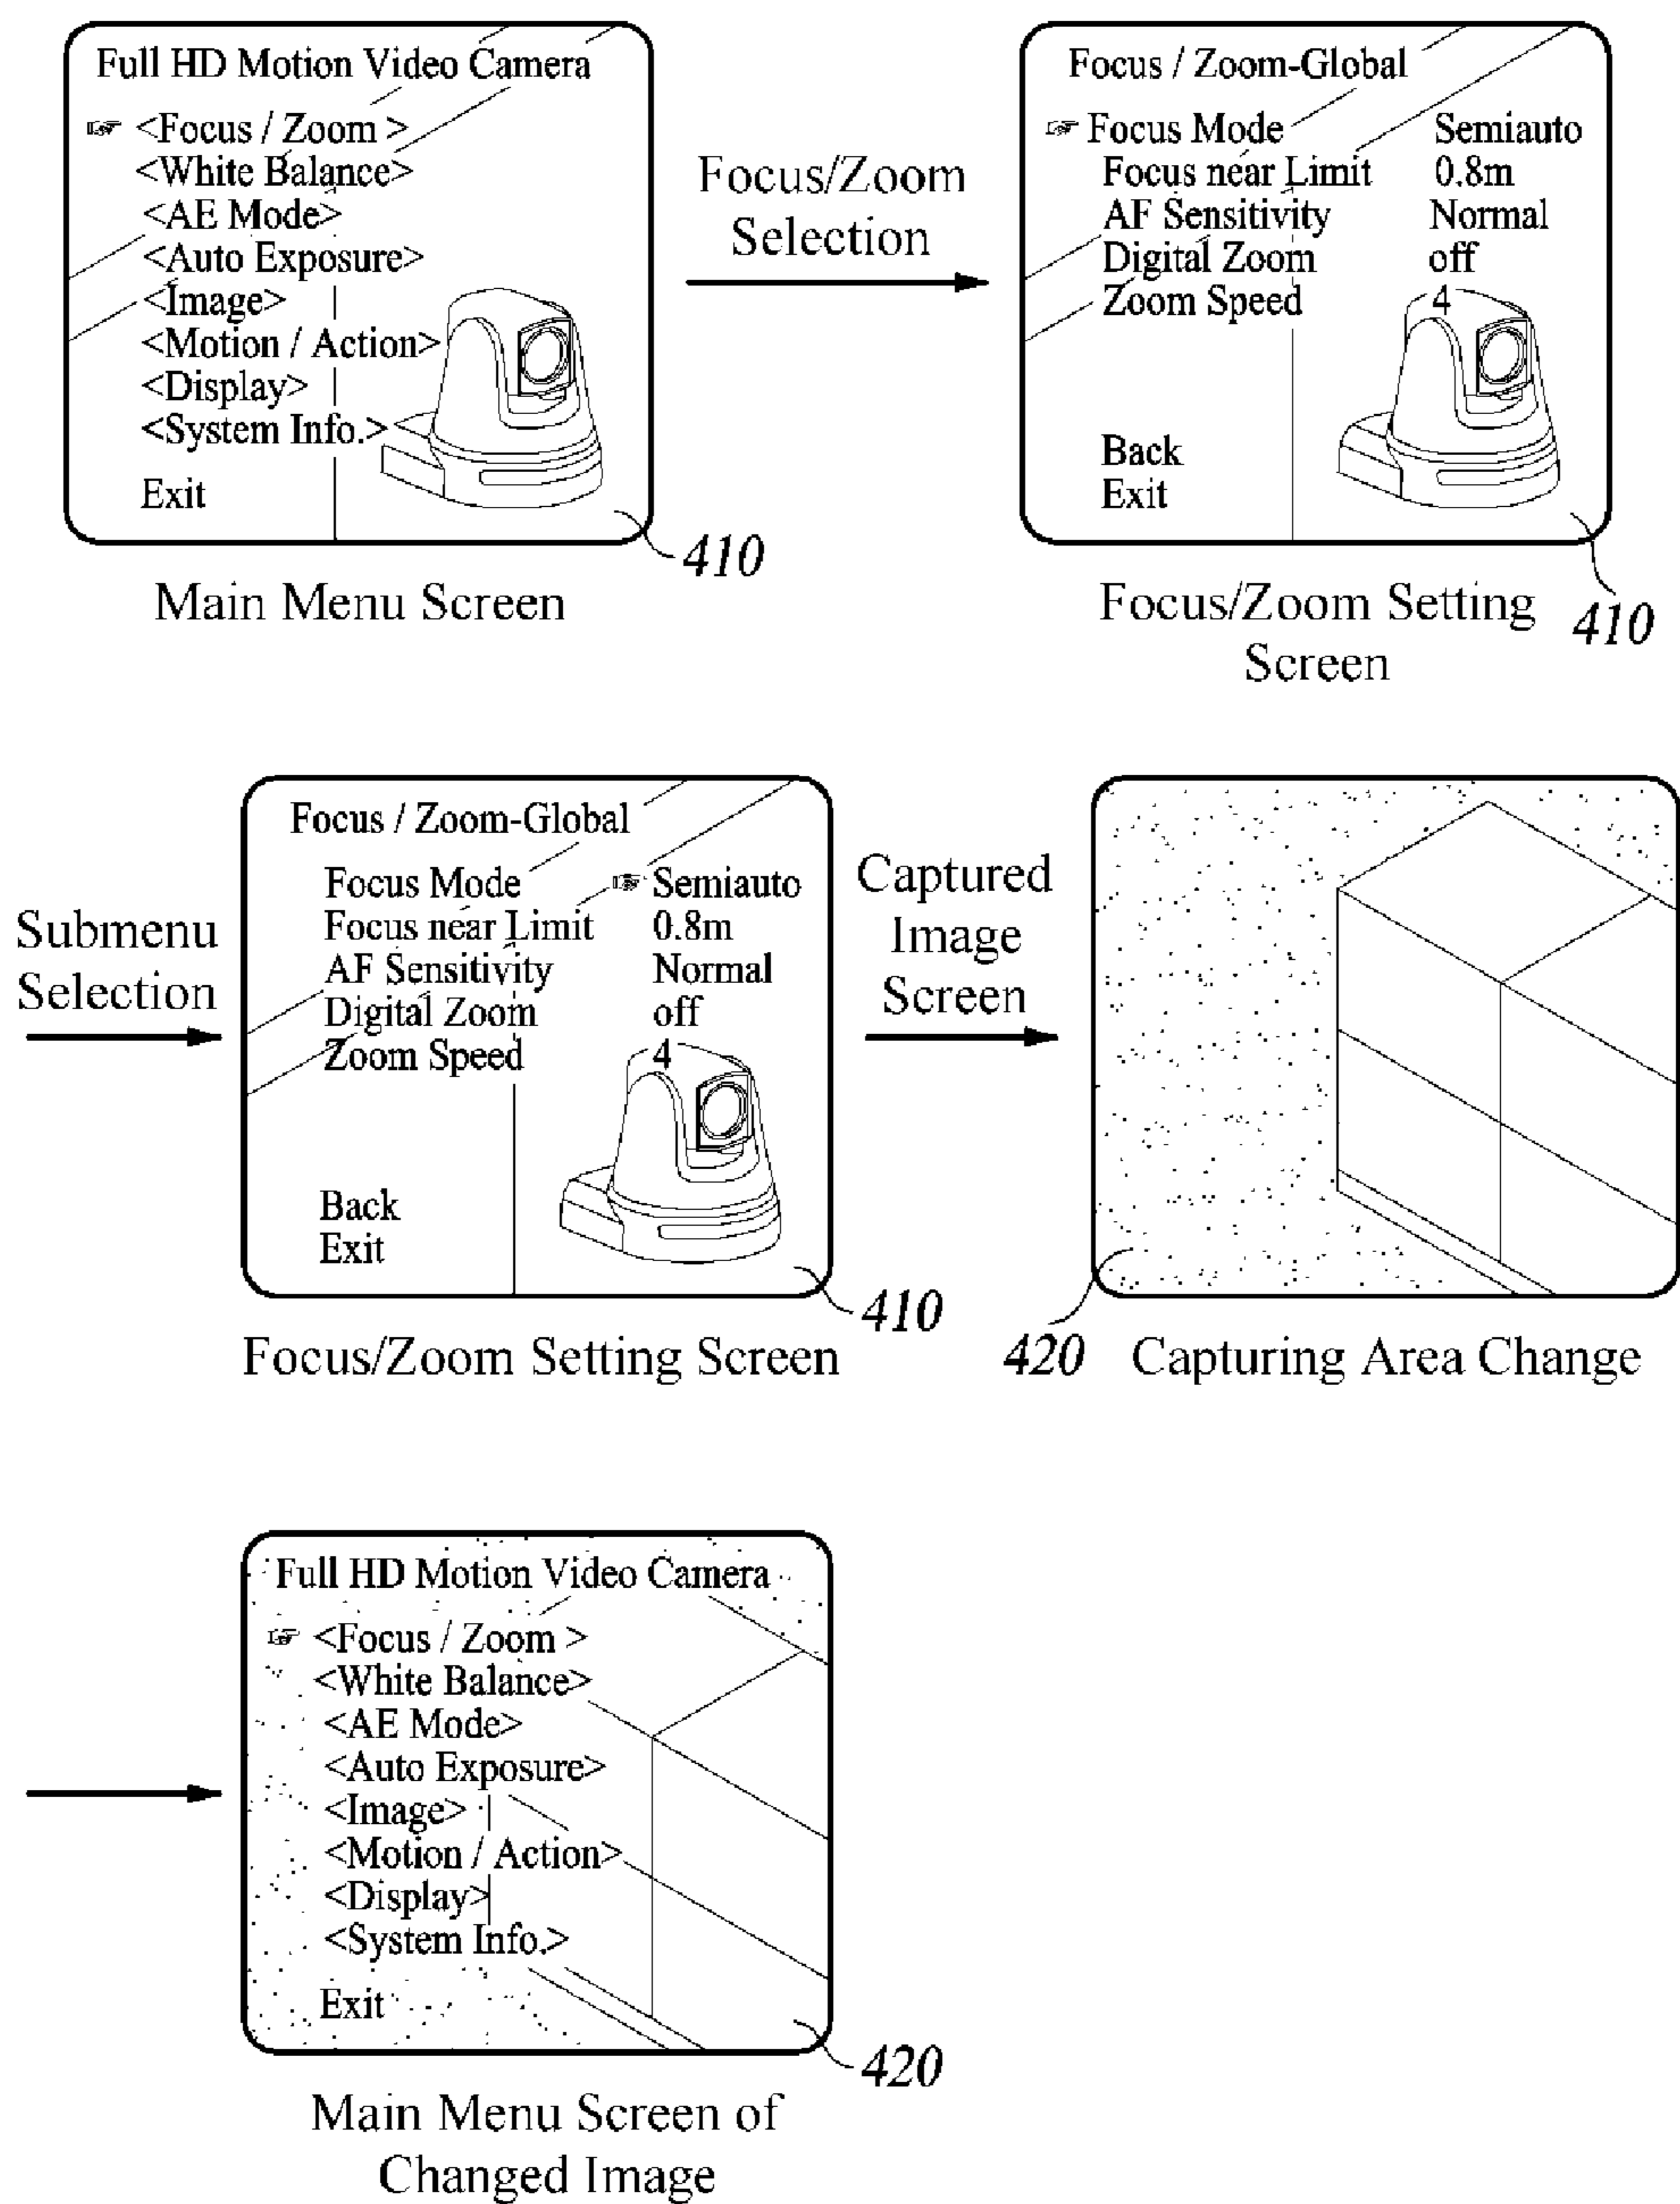 Full HD Motion Video Camera
☞ <Focus / Zoom >
<White Balance>
<AE Mode>
<Auto Exposure>
<Image>
<Motion / Action>
<Display>
<System Info.>
Exit
410
Main Menu Screen
Focus/Zoom
Selection
Focus / Zoom-Global
☞ Focus Mode Semiauto
Focus near Limit 0.8m
AF Sensitivity Normal
Digital Zoom off
Zoom Speed 4
Back
Exit
410
Focus/Zoom Setting
Screen
Submenu
Selection
Focus / Zoom-Global
Focus Mode ☞ Semiauto
Focus near Limit 0.8m
AF Sensitivity Normal
Digital Zoom off
Zoom Speed 4
Back
Exit
410
Focus/Zoom Setting Screen
Captured
Image
Screen
420
Capturing Area Change
Full HD Motion Video Camera
☞ <Focus / Zoom >
<White Balance>
<AE Mode>
<Auto Exposure>
<Image>
<Motion / Action>
<Display>
<System Info.>
Exit
420
Main Menu Screen of
Changed Image